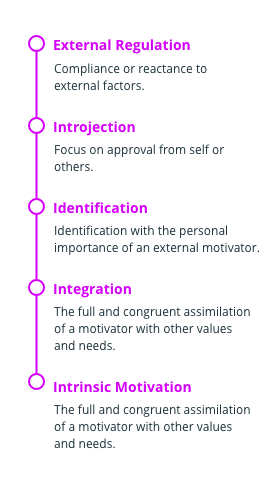 External Regulation
Compliance or reactance to
external factors.
Introjection
Focus on approval from self or
others.
Identification
Identification with the personal
importance of an external motivator.
Integration
The full and congruent assimilation
of a motivator with other values
and needs.
Intrinsic Motivation
The full and congruent assimilation
of a motivator with other values
and needs.